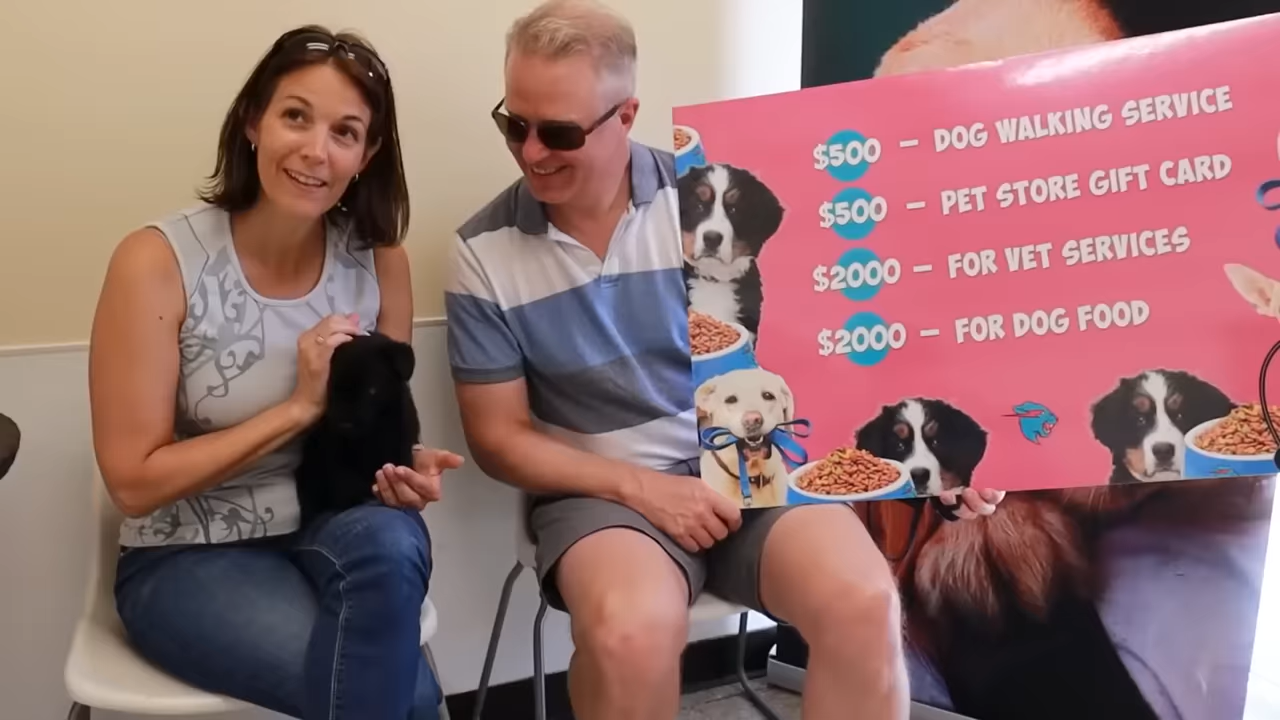 $500 — DOG WALKING SERVICE
$500 — PET STORE GIFT CARD
$2000 — FOR VET SERVICES
$2000 — FOR DOG FOOD